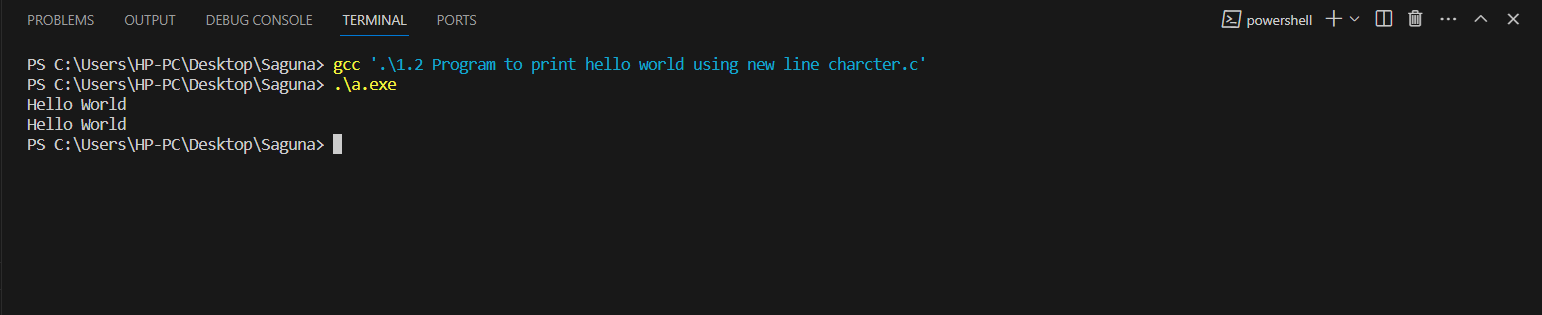 PROBLEMS OUTPUT DEBUG CONSOLE TERMINAL PORTS powershell
PS C:\Users\HP-PC\Desktop\Saguna> gcc '.\1.2 Program to print hello world using new line charcter.c'
PS C:\Users\HP-PC\Desktop\Saguna> .\a.exe
Hello World
Hello World
PS C:\Users\HP-PC\Desktop\Saguna>